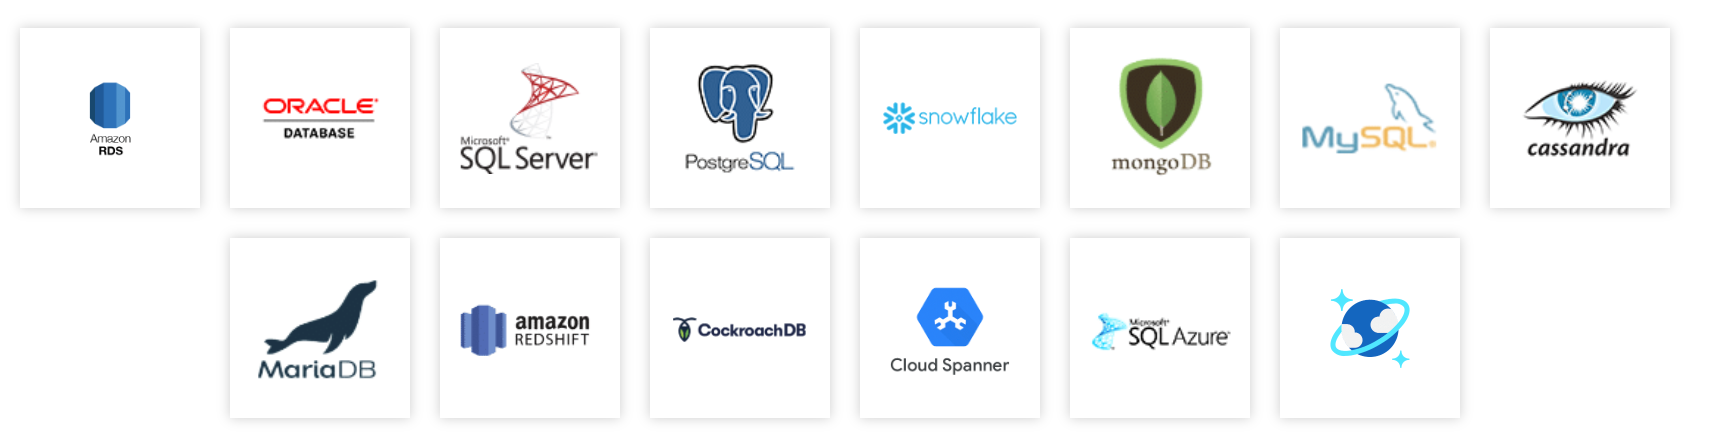 Amazon
RDS
ORACLE®
DATABASE
Microsoft®
SQL Server®
PostgreSQL
snowflake
mongoDB
MySQL®
cassandra
MariaDB
amazon
REDSHIFT
CockroachDB
Cloud Spanner
Microsoft®
SQL Azure™